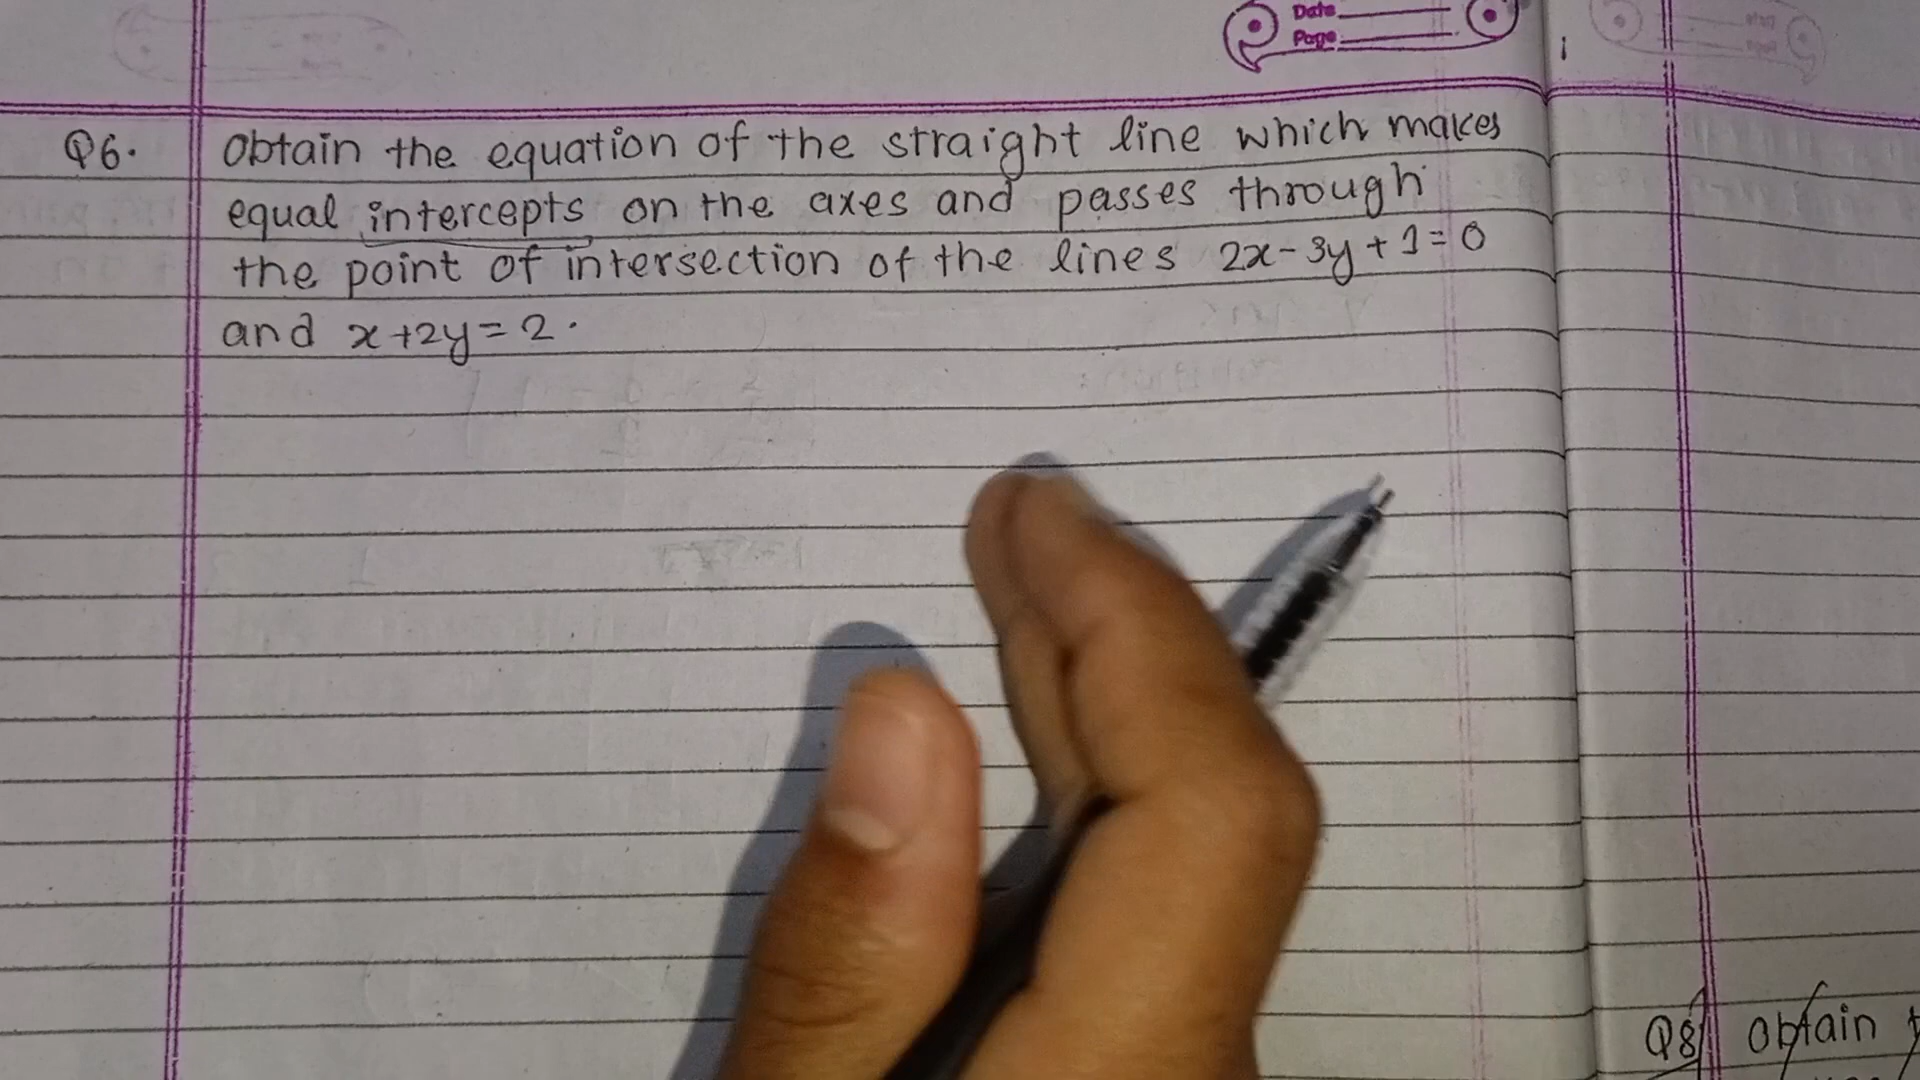 Date
Page
Q6. Obtain the equation of the straight line which makes
equal intercepts on the axes and passes through
the point of intersection of the lines 2x-3y+1=0
and x+2y=2.
Q8 Obtain